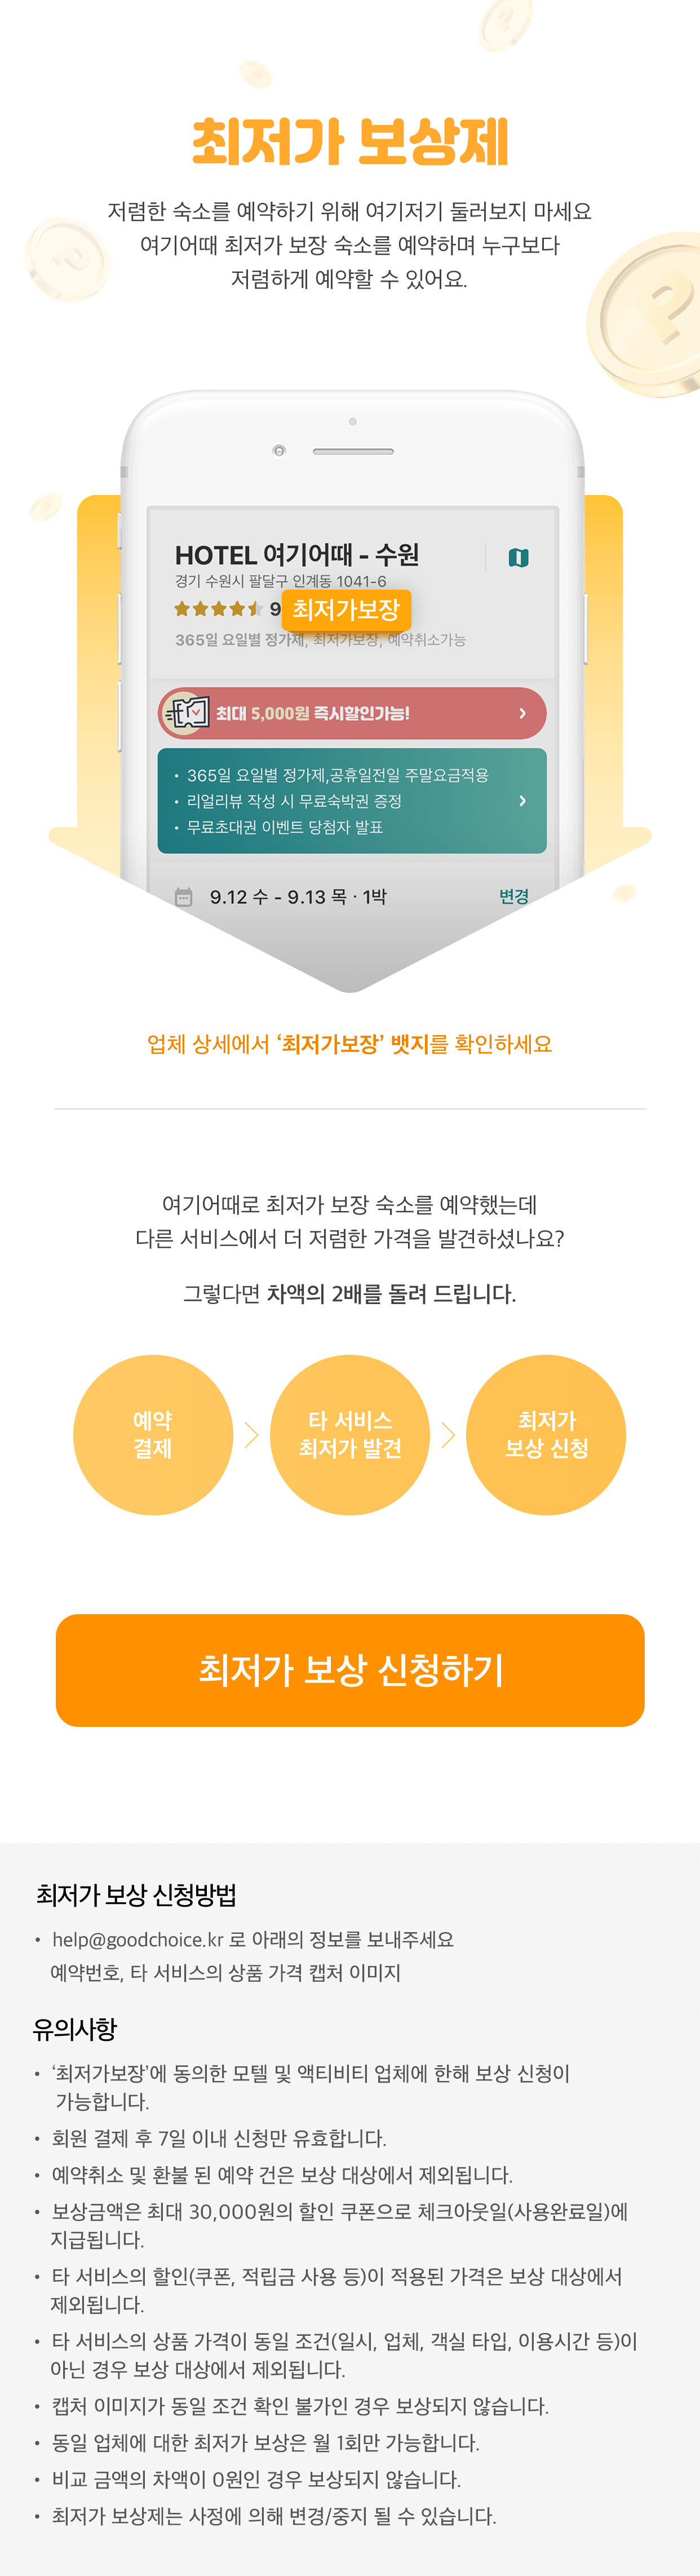 최저가 보상제
저렴한 숙소를 예약하기 위해 여기저기 둘러보지 마세요
여기어때 최저가 보장 숙소를 예약하며 누구보다
저렴하게 예약할 수 있어요.
HOTEL 여기어때 - 수원
경기 수원시 팔달구 인계동 1041-6
9
최저가보장
365일 요일별 정가제, 최저가보장, 예약취소가능
최대 5,000원 즉시할인가능!
• 365일 요일별 정가제,공휴일전일 주말요금적용
• 리얼리뷰 작성 시 무료숙박권 증정
• 무료초대권 이벤트 당첨자 발표
9.12 수 - 9.13 목 · 1박 변경
업체 상세에서 ‘최저가보장’ 뱃지를 확인하세요
여기어때로 최저가 보장 숙소를 예약했는데
다른 서비스에서 더 저렴한 가격을 발견하셨나요?
그렇다면 차액의 2배를 돌려 드립니다.
예약
결제
타 서비스
최저가 발견
최저가
보상 신청
최저가 보상 신청하기
최저가 보상 신청방법
• help@goodchoice.kr 로 아래의 정보를 보내주세요
예약번호, 타 서비스의 상품 가격 캡처 이미지
유의사항
• ‘최저가보장’에 동의한 모텔 및 액티비티 업체에 한해 보상 신청이
가능합니다.
• 회원 결제 후 7일 이내 신청만 유효합니다.
• 예약취소 및 환불 된 예약 건은 보상 대상에서 제외됩니다.
• 보상금액은 최대 30,000원의 할인 쿠폰으로 체크아웃일(사용완료일)에
지급됩니다.
• 타 서비스의 할인(쿠폰, 적립금 사용 등)이 적용된 가격은 보상 대상에서
제외됩니다.
• 타 서비스의 상품 가격이 동일 조건(일시, 업체, 객실 타입, 이용시간 등)이
아닌 경우 보상 대상에서 제외됩니다.
• 캡처 이미지가 동일 조건 확인 불가인 경우 보상되지 않습니다.
• 동일 업체에 대한 최저가 보상은 월 1회만 가능합니다.
• 비교 금액의 차액이 0원인 경우 보상되지 않습니다.
• 최저가 보상제는 사정에 의해 변경/중지 될 수 있습니다.